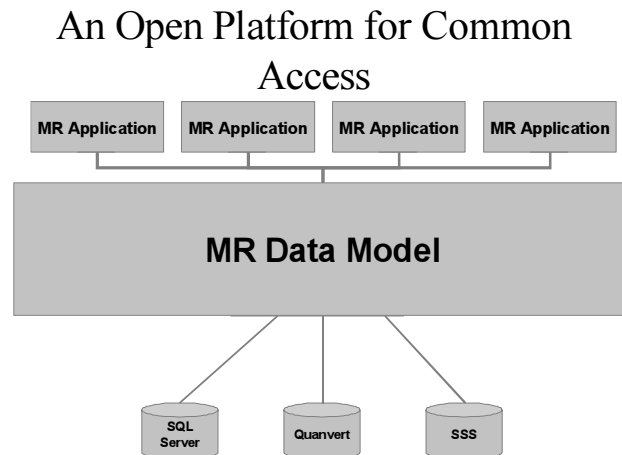 An Open Platform for Common
Access
MR Application MR Application MR Application MR Application
MR Data Model
SQL
Server
Quanvert
SSS